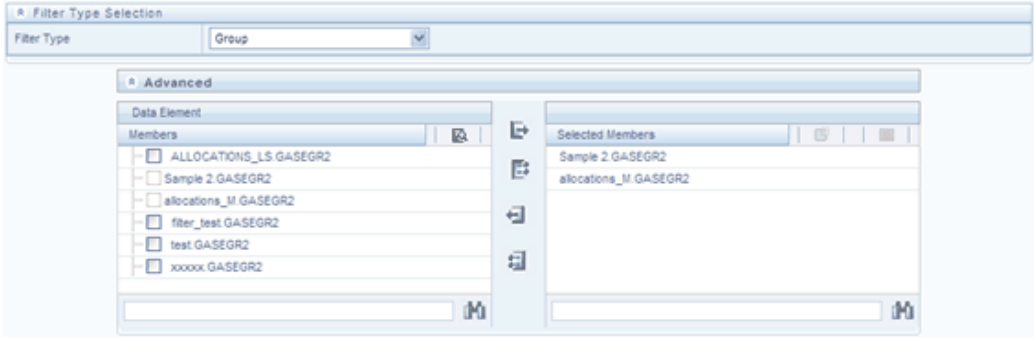 Filter Type Selection
Filter Type Group
Advanced
Data Element
Members
ALLOCATIONS_LS.GASEGR2
Sample 2.GASEGR2
allocations_M.GASEGR2
filter_test.GASEGR2
test.GASEGR2
xxxxx.GASEGR2
Selected Members
Sample 2.GASEGR2
allocations_M.GASEGR2